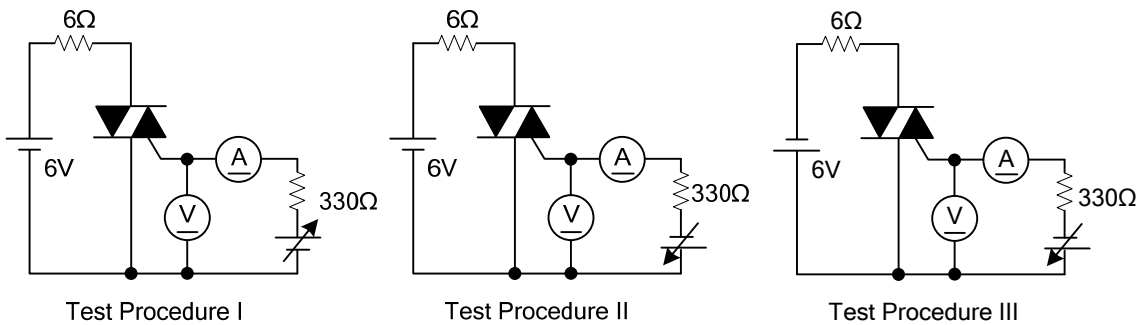 6Ω
6V
A
V
330Ω
Test Procedure I
6Ω
6V
A
V
330Ω
Test Procedure II
6Ω
6V
A
V
330Ω
Test Procedure III